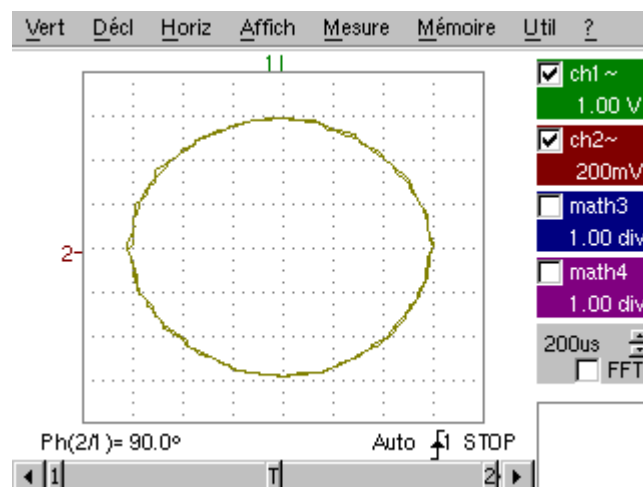 Vert Décl Horiz Affich Mesure Mémoire Util ?
1
ch1 ~
1.00 V
ch2~
200mV
2
math3
1.00 div
math4
1.00 div
200us
FFT
Ph(2/1)= 90.0º
Auto 1 STOP
1 T 2